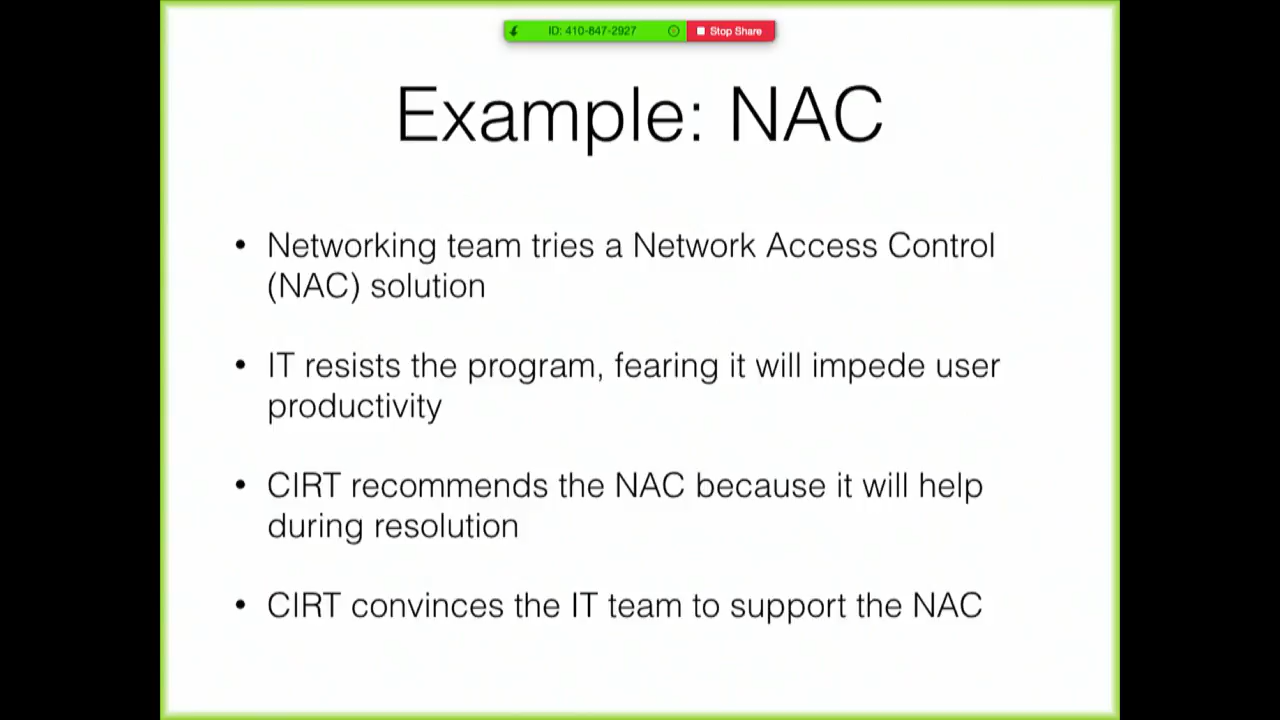 ID: 410-847-2927
Stop Share
Example: NAC
• Networking team tries a Network Access Control
(NAC) solution
• IT resists the program, fearing it will impede user
productivity
• CIRT recommends the NAC because it will help
during resolution
• CIRT convinces the IT team to support the NAC